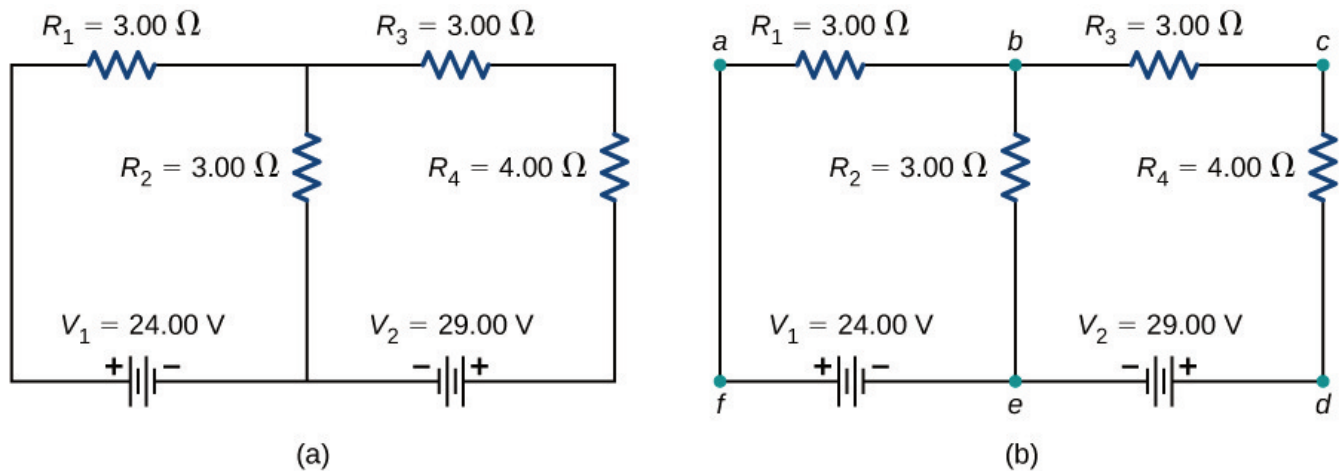 R₁ = 3.00 Ω
R₃ = 3.00 Ω
R₂ = 3.00 Ω
R₄ = 4.00 Ω
V₁ = 24.00 V
V₂ = 29.00 V
+ −
− +
(a)
R₁ = 3.00 Ω
R₃ = 3.00 Ω
a
b
c
R₂ = 3.00 Ω
R₄ = 4.00 Ω
V₁ = 24.00 V
V₂ = 29.00 V
+ −
− +
f
e
d
(b)